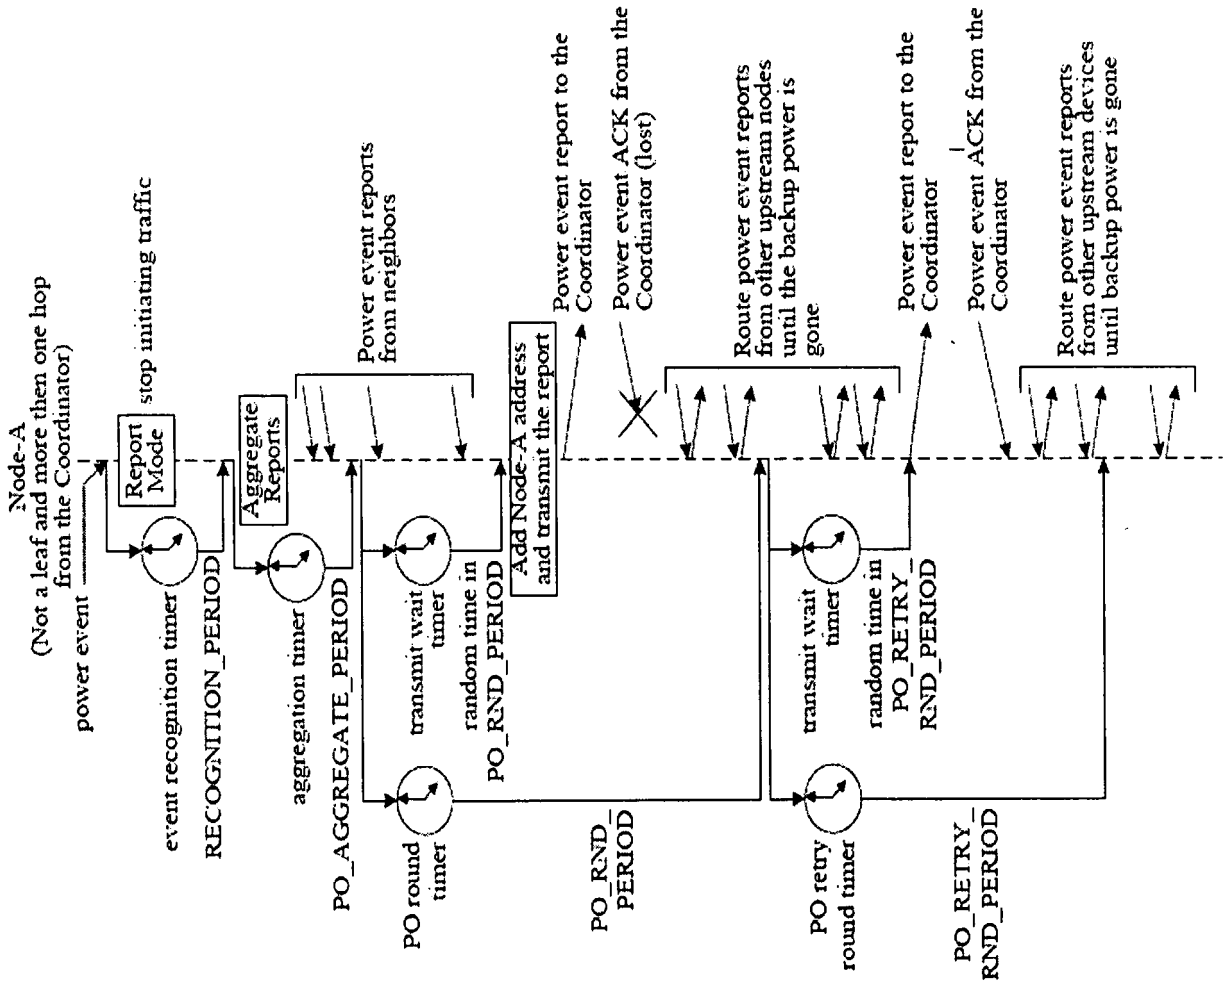 Node-A
(Not a leaf and more then one hop
from the Coordinator)
power event
Report
Mode
stop initiating traffic
event recognition timer
RECOGNITION_PERIOD
Aggregate
Reports
aggregation timer
PO_AGGREGATE_PERIOD
Power event reports
from neighbors
PO round
timer
transmit wait
timer
random time in
PO_RND_PERIOD
Add Node-A address
and transmit the report
Power event report to the
Coordinator
Power event ACK from the
Coordinator (lost)
PO_RND_
PERIOD
Route power event reports
from other upstream nodes
until the backup power is
gone
PO retry
round timer
transmit wait
timer
random time in
PO_RETRY_
RND_PERIOD
Power event report to the
Coordinator
Power event ACK from the
Coordinator
PO_RETRY_
RND_PERIOD
Route power event reports
from other upstream devices
until backup power is gone